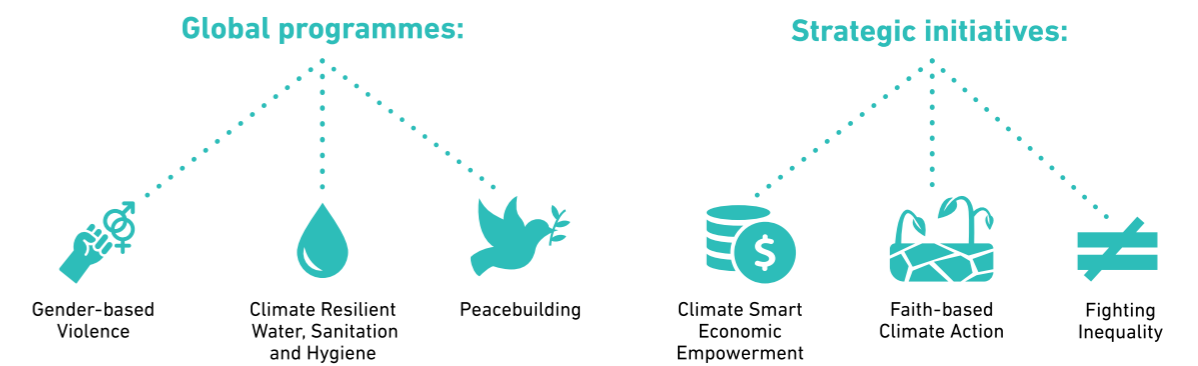 Global programmes:
Strategic initiatives:
Gender-based
Violence
Climate Resilient
Water, Sanitation
and Hygiene
Peacebuilding
$
Climate Smart
Economic
Empowerment
Faith-based
Climate Action
Fighting
Inequality